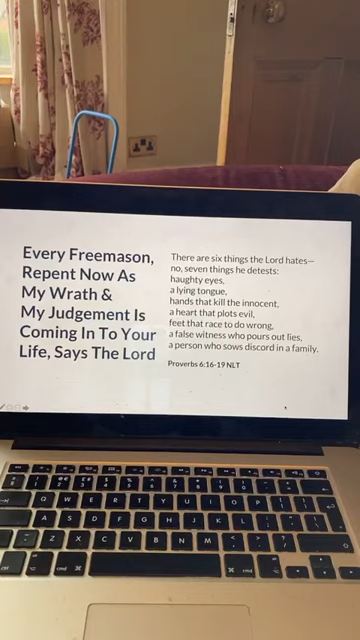 Every Freemason,
Repent Now As
My Wrath &
My Judgement Is
Coming In To Your
Life, Says The Lord
There are six things the Lord hates—
no, seven things he detests:
haughty eyes,
a lying tongue,
hands that kill the innocent,
a heart that plots evil,
feet that race to do wrong,
a false witness who pours out lies,
a person who sows discord in a family.
Proverbs 6:16-19 NLT
Q W E R T Y U I O P
A S D F G H J K L
Z X C V B N M
cmd cmd